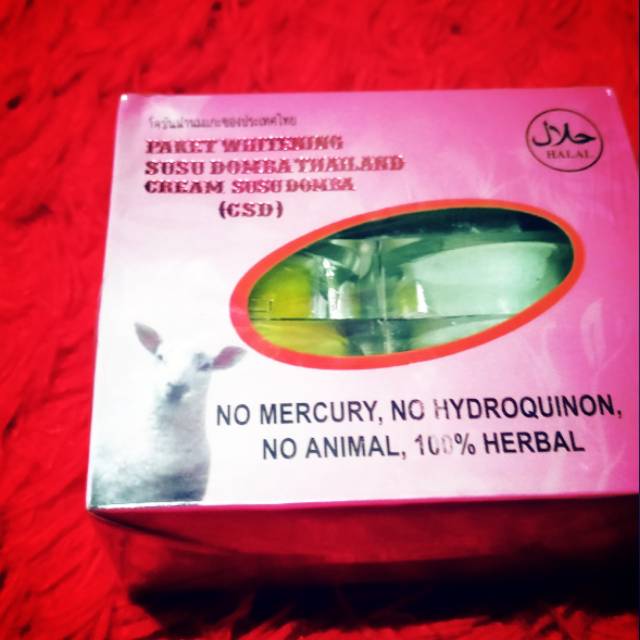 PAKET WHITENING
SUSU DOMBA THAILAND
CREAM SUSU DOMBA
(CSD)
حلال
HALAL
NO MERCURY, NO HYDROQUINON,
NO ANIMAL, 100% HERBAL